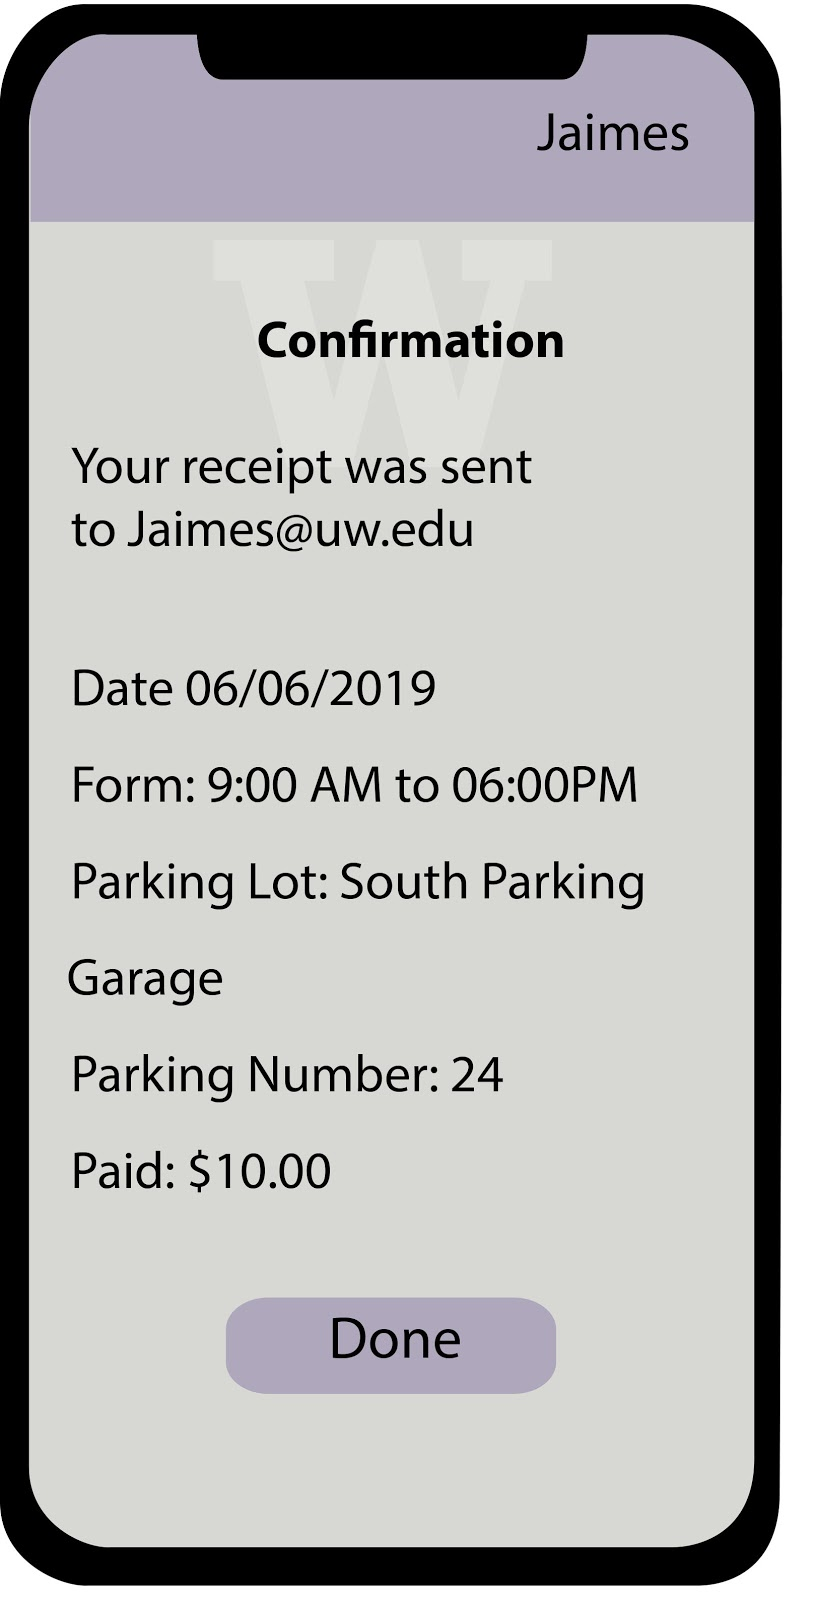 Jaimes
W
Confirmation
Your receipt was sent
to Jaimes@uw.edu
Date 06/06/2019
Form: 9:00 AM to 06:00PM
Parking Lot: South Parking
Garage
Parking Number: 24
Paid: $10.00
Done